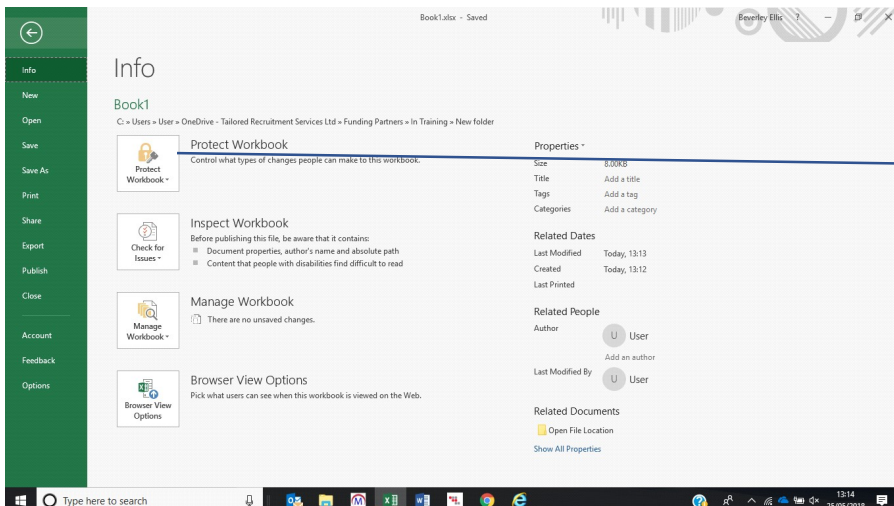 Book1.xlsx - Saved
Beverley Ellis ?
Info
New
Open
Save
Save As
Print
Share
Export
Publish
Close
Account
Feedback
Options
Info
Book1
C: » Users » User » OneDrive - Tailored Recruitment Services Ltd » Funding Partners » In Training » New folder
Protect Workbook
Protect Workbook
Control what types of changes people can make to this workbook.
Check for Issues
Inspect Workbook
Before publishing this file, be aware that it contains:
Document properties, author's name and absolute path
Content that people with disabilities find difficult to read
Manage Workbook
Manage Workbook
There are no unsaved changes.
Browser View Options
Browser View Options
Pick what users can see when this workbook is viewed on the Web.
Properties
Size 8.00KB
Title Add a title
Tags Add a tag
Categories Add a category
Related Dates
Last Modified Today, 13:13
Created Today, 13:12
Last Printed
Related People
Author U User
Add an author
Last Modified By U User
Related Documents
Open File Location
Show All Properties
Type here to search
13:14
25/05/2018